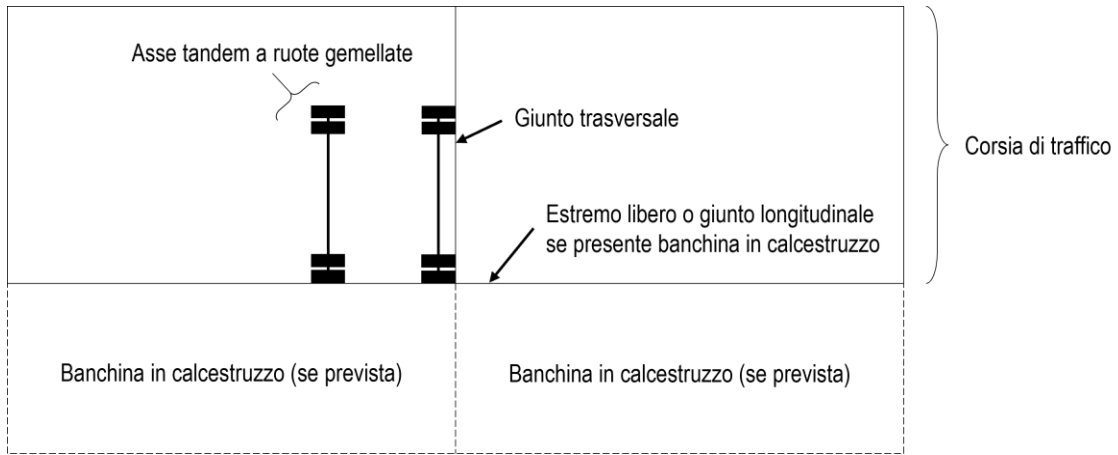 Asse tandem a ruote gemellate
Giunto trasversale
Corsia di traffico
Estremo libero o giunto longitudinale
se presente banchina in calcestruzzo
Banchina in calcestruzzo (se prevista)
Banchina in calcestruzzo (se prevista)